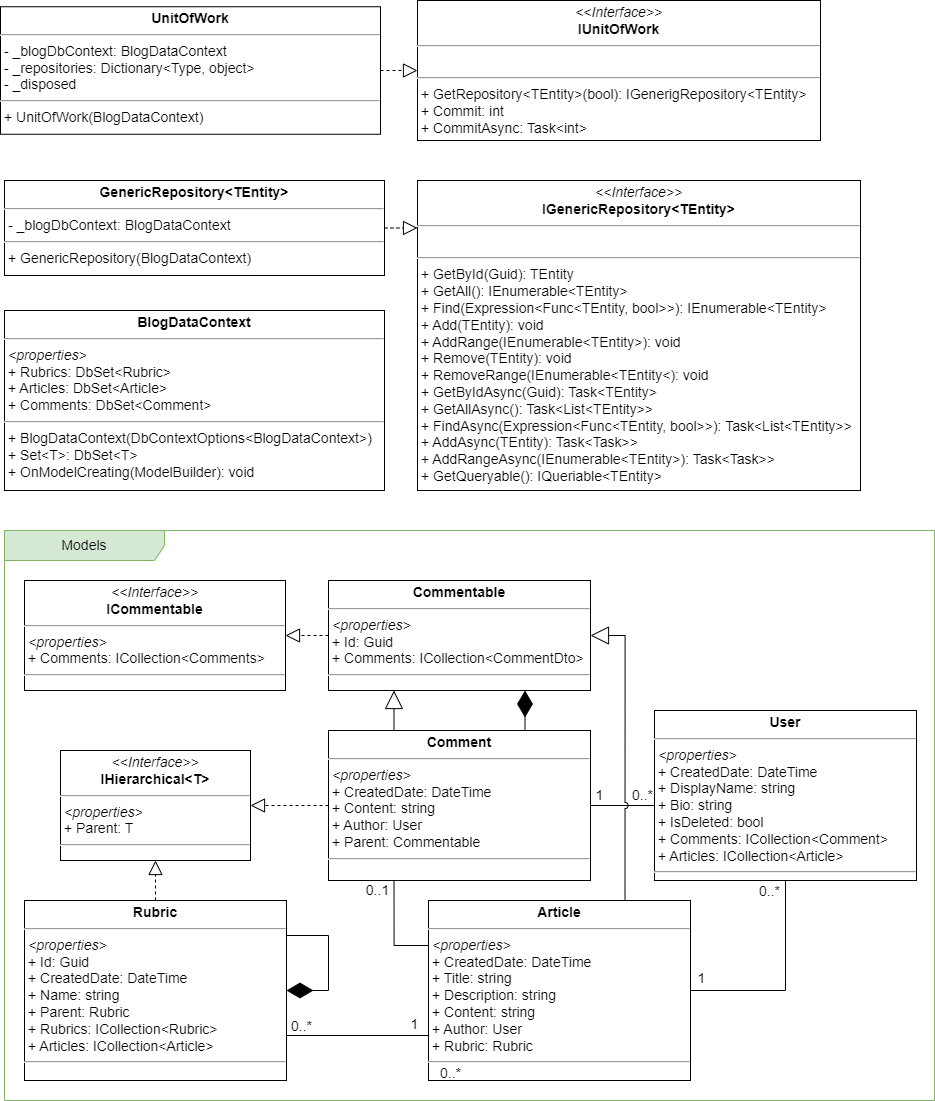 UnitOfWork
- _blogDbContext: BlogDataContext
- _repositories: Dictionary<Type, object>
- _disposed
+ UnitOfWork(BlogDataContext)
<<Interface>>
IUnitOfWork
+ GetRepository<TEntity>(bool): IGenerigRepository<TEntity>
+ Commit: int
+ CommitAsync: Task<int>
GenericRepository<TEntity>
- _blogDbContext: BlogDataContext
+ GenericRepository(BlogDataContext)
<<Interface>>
IGenericRepository<TEntity>
+ GetById(Guid): TEntity
+ GetAll(): IEnumerable<TEntity>
+ Find(Expression<Func<TEntity, bool>>): IEnumerable<TEntity>
+ Add(TEntity): void
+ AddRange(IEnumerable<TEntity>): void
+ Remove(TEntity): void
+ RemoveRange(IEnumerable<TEntity<): void
+ GetByIdAsync(Guid): Task<TEntity>
+ GetAllAsync(): Task<List<TEntity>>
+ FindAsync(Expression<Func<TEntity, bool>>): Task<List<TEntity>>
+ AddAsync(TEntity): Task<Task>>
+ AddRangeAsync(IEnumerable<TEntity>): Task<Task>>
+ GetQueryable(): IQueriable<TEntity>
BlogDataContext
<properties>
+ Rubrics: DbSet<Rubric>
+ Articles: DbSet<Article>
+ Comments: DbSet<Comment>
+ BlogDataContext(DbContextOptions<BlogDataContext>)
+ Set<T>: DbSet<T>
+ OnModelCreating(ModelBuilder): void
Models
<<Interface>>
ICommentable
<properties>
+ Comments: ICollection<Comments>
Commentable
<properties>
+ Id: Guid
+ Comments: ICollection<CommentDto>
<<Interface>>
IHierarchical<T>
<properties>
+ Parent: T
Comment
<properties>
+ CreatedDate: DateTime
+ Content: string
+ Author: User
+ Parent: Commentable
1
0..*
User
<properties>
+ CreatedDate: DateTime
+ DisplayName: string
+ Bio: string
+ IsDeleted: bool
+ Comments: ICollection<Comment>
+ Articles: ICollection<Article>
0..1
0..*
Rubric
<properties>
+ Id: Guid
+ CreatedDate: DateTime
+ Name: string
+ Parent: Rubric
+ Rubrics: ICollection<Rubric>
+ Articles: ICollection<Article>
0..*
1
Article
<properties>
+ CreatedDate: DateTime
+ Title: string
+ Description: string
+ Content: string
+ Author: User
+ Rubric: Rubric
0..*
1